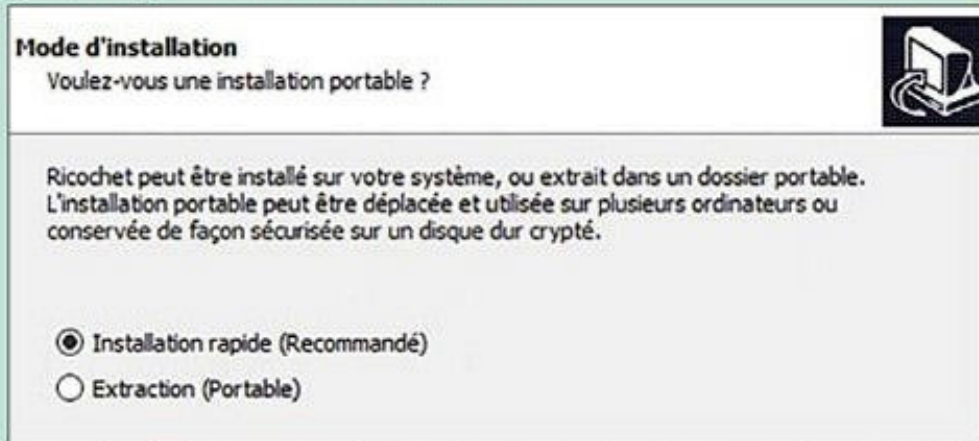 Mode d'installation
Voulez-vous une installation portable ?
Ricochet peut être installé sur votre système, ou extrait dans un dossier portable.
L'installation portable peut être déplacée et utilisée sur plusieurs ordinateurs ou
conservée de façon sécurisée sur un disque dur crypté.
Installation rapide (Recommandé)
Extraction (Portable)